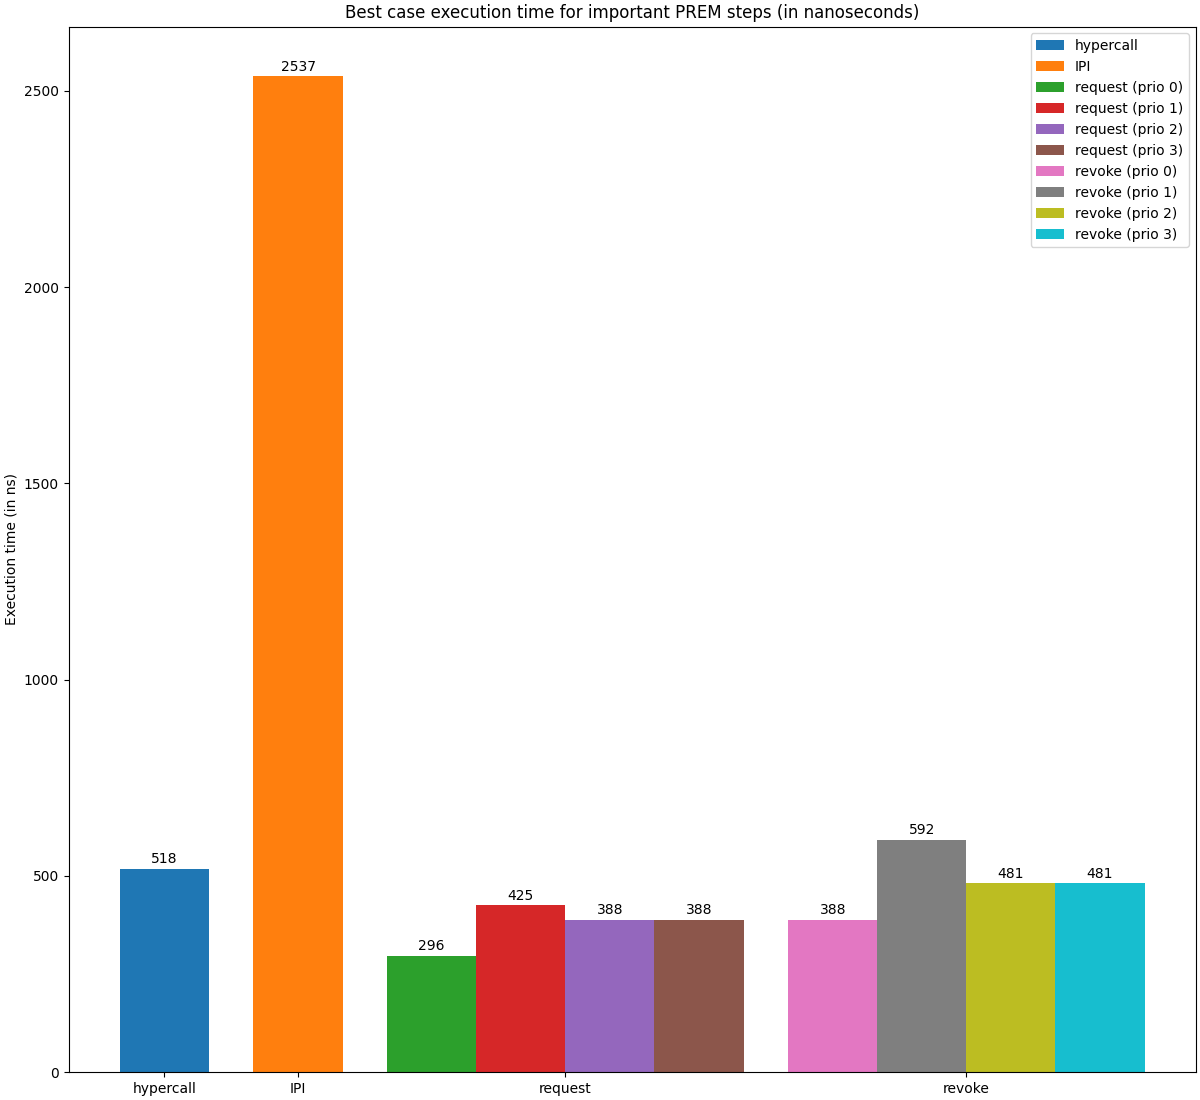 Best case execution time for important PREM steps (in nanoseconds)
hypercall
IPI
request (prio 0)
request (prio 1)
request (prio 2)
request (prio 3)
revoke (prio 0)
revoke (prio 1)
revoke (prio 2)
revoke (prio 3)
Execution time (in ns)
2500
2000
1500
1000
500
0
518
2537
296
425
388
388
388
592
481
481
hypercall
IPI
request
revoke